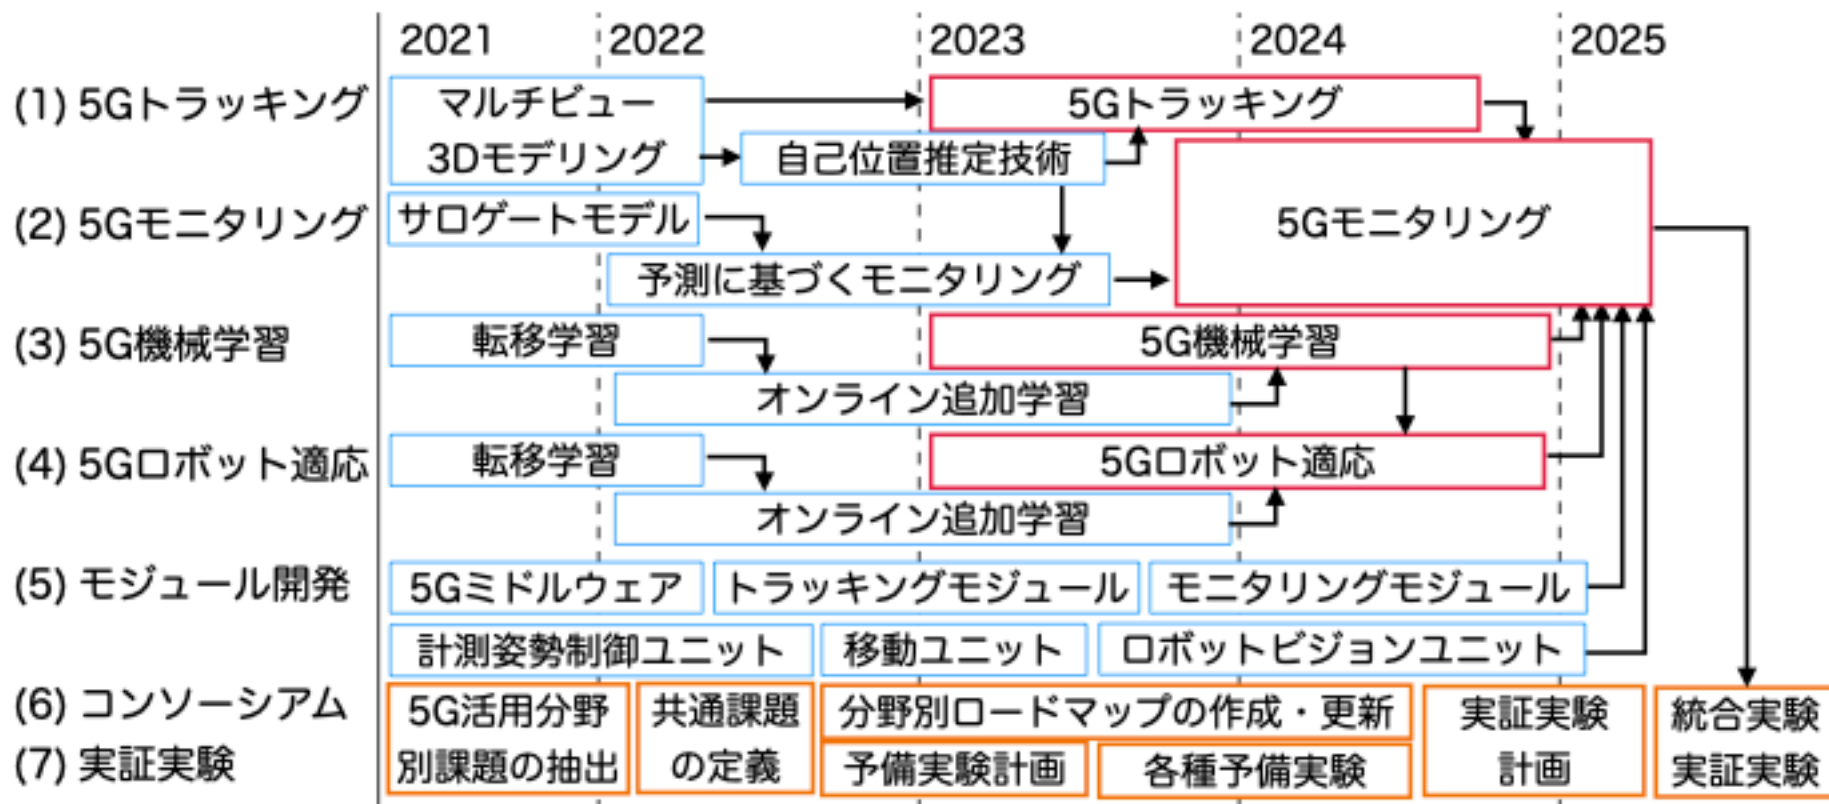 2021 2022 2023 2024 2025
(1) 5Gトラッキング
マルチビュー
3Dモデリング
5Gトラッキング
自己位置推定技術
(2) 5Gモニタリング
サロゲートモデル
5Gモニタリング
予測に基づくモニタリング
(3) 5G機械学習
転移学習
5G機械学習
オンライン追加学習
(4) 5Gロボット適応
転移学習
5Gロボット適応
オンライン追加学習
(5) モジュール開発
5Gミドルウェア
トラッキングモジュール
モニタリングモジュール
計測姿勢制御ユニット
移動ユニット
ロボットビジョンユニット
(6) コンソーシアム
(7) 実証実験
5G活用分野
別課題の抽出
共通課題
の定義
分野別ロードマップの作成・更新
予備実験計画
各種予備実験
実証実験
計画
統合実験
実証実験